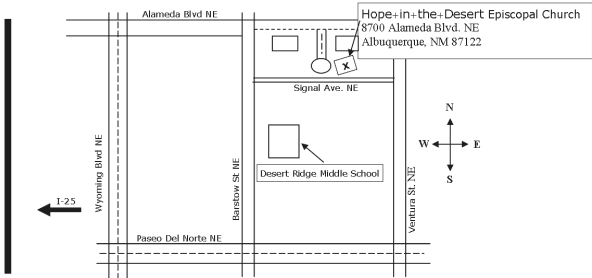 Alameda Blvd NE
Hope+in+the+Desert Episcopal Church
8700 Alameda Blvd. NE
Albuquerque, NM 87122
X
Signal Ave. NE
N
W E
S
Wyoming Blvd NE
Barstow St NE
Desert Ridge Middle School
Ventura St. NE
I-25
Paseo Del Norte NE